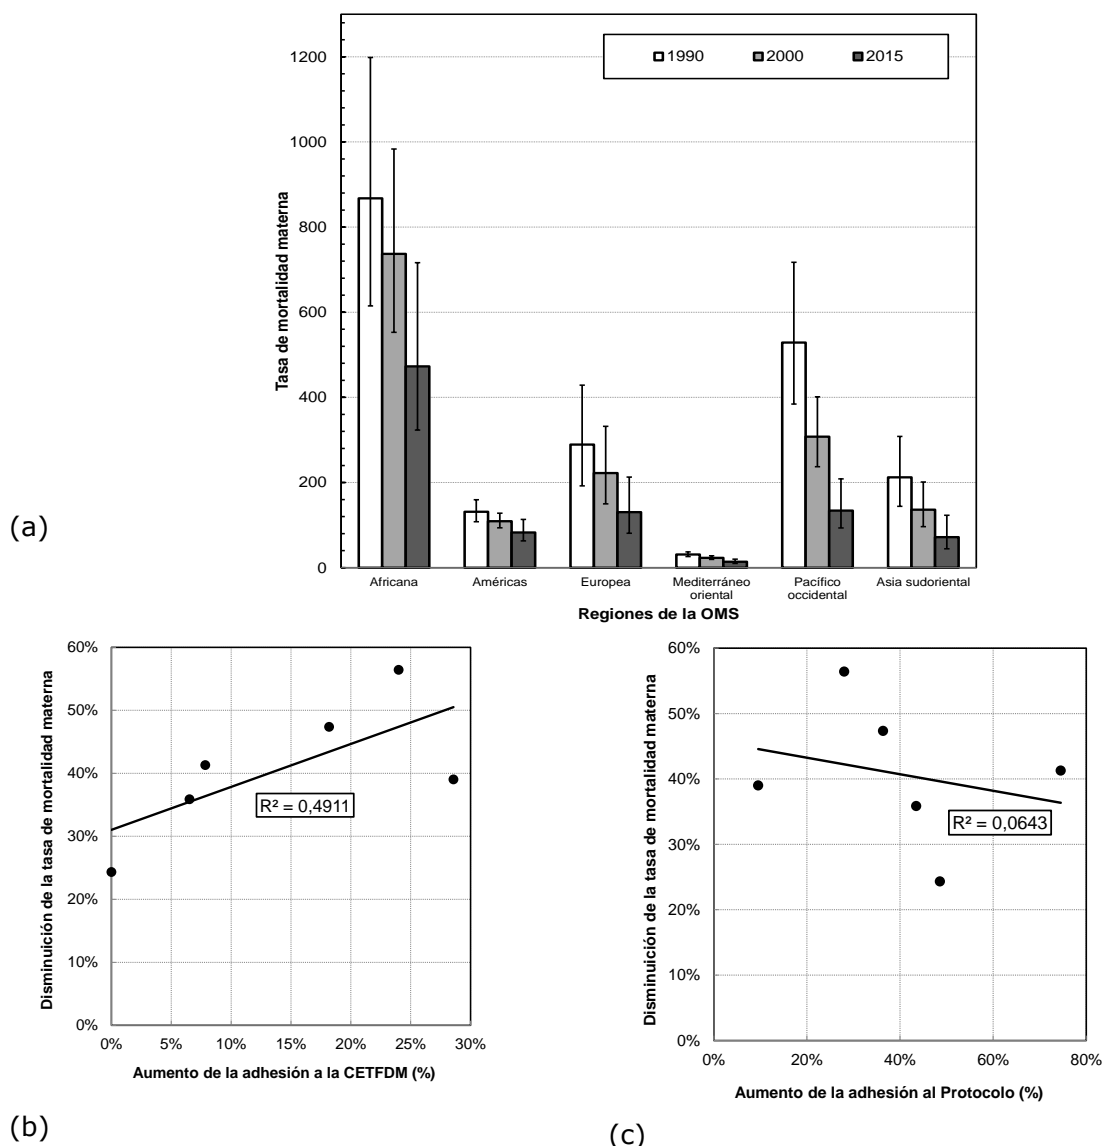 1990 2000 2015
1200
1000
800
600
400
200
0
Tasa de mortalidad materna
Africana Américas Europea Mediterráneo oriental Pacífico occidental Asia sudoriental
Regiones de la OMS
(a)
60%
50%
40%
30%
20%
10%
0%
Disminuición de la tasa de mortalidad materna
R² = 0,4911
0% 5% 10% 15% 20% 25% 30%
Aumento de la adhesión a la CETFDM (%)
(b)
60%
50%
40%
30%
20%
10%
0%
Disminuición de la tasa de mortalidad materna
R² = 0,0643
0% 20% 40% 60% 80%
Aumento de la adhesión al Protocolo (%)
(c)